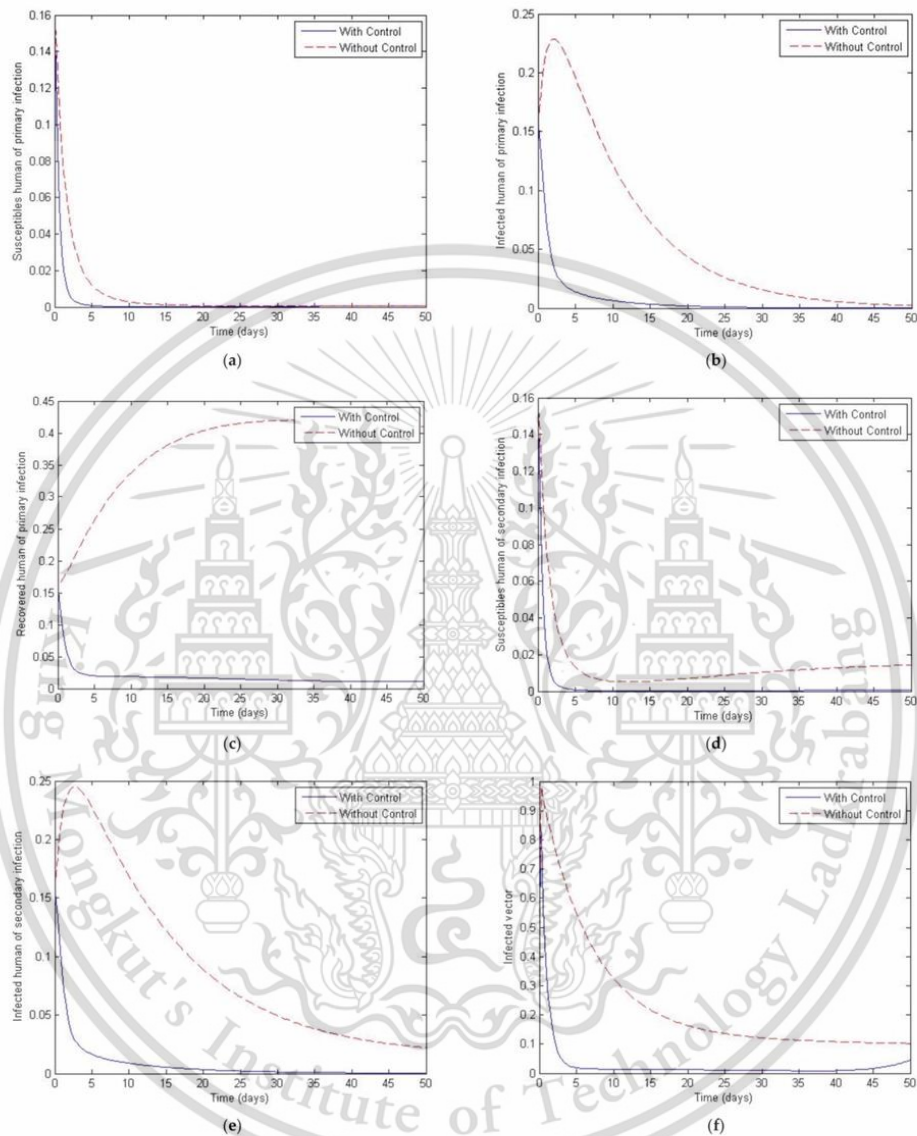 With Control
Without Control
Susceptibles human of primary infection
0.16
0.14
0.12
0.1
0.08
0.06
0.04
0.02
0
0 5 10 15 20 25 30 35 40 45 50
Time (days)
(a)
With Control
Without Control
Infected human of primary infection
0.25
0.2
0.15
0.1
0.05
0
0 5 10 15 20 25 30 35 40 45 50
Time (days)
(b)
With Control
Without Control
Recovered human of primary infection
0.45
0.4
0.35
0.3
0.25
0.2
0.15
0.1
0.05
0
0 5 10 15 20 25 30 35 40 45 50
Time (days)
(c)
With Control
Without Control
Susceptibles human of secondary infection
0.16
0.14
0.12
0.1
0.08
0.06
0.04
0.02
0
0 5 10 15 20 25 30 35 40 45 50
Time (days)
(d)
With Control
Without Control
Infected human of secondary infection
0.25
0.2
0.15
0.1
0.05
0
0 5 10 15 20 25 30 35 40 45 50
Time (days)
(e)
With Control
Without Control
Infected vector
1
0.9
0.8
0.7
0.6
0.5
0.4
0.3
0.2
0.1
0
0 5 10 15 20 25 30 35 40 45 50
Time (days)
(f)
King Mongkut's Institute of Technology Ladkrabang